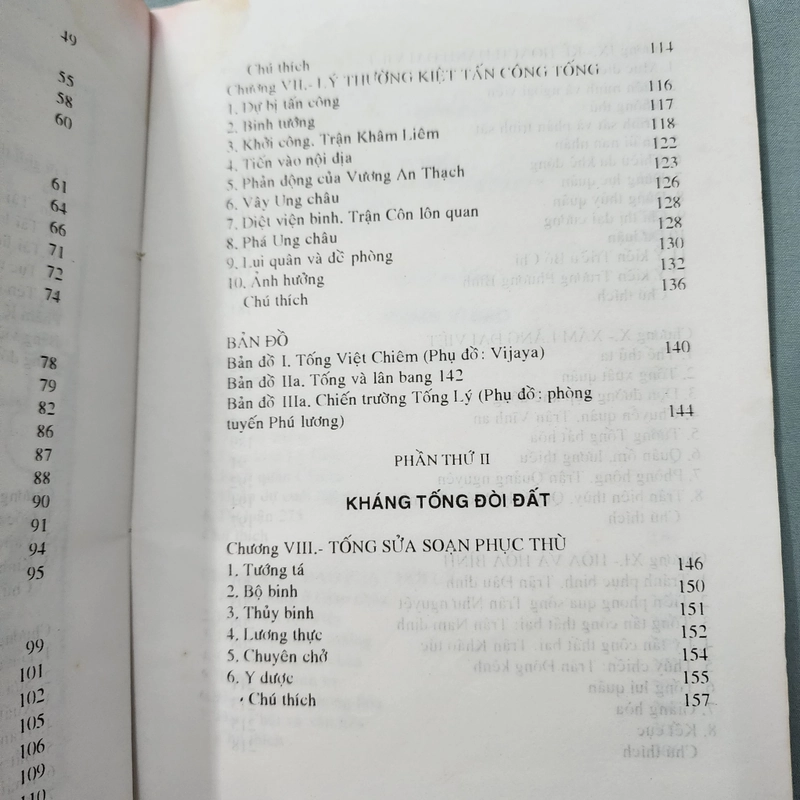 49
55
58
60
61
64
66
71
72
74
78
79
82
86
87
88
90
91
94
95
99
101
102
105
106
109
110
Chú thích 114
Chương VII.- LÝ THƯỜNG KIỆT TẤN CÔNG TỐNG
1. Dự bị tấn công 116
2. Binh tướng 117
3. Khởi công. Trận Khâm Liêm 118
4. Tiến vào nội địa 122
5. Phản động của Vương An Thạch 123
6. Vây Ung châu 126
7. Diệt viện binh. Trận Côn lôn quan 128
8. Phá Ung châu 128
9. Lui quân và đề phòng 130
10. Ảnh hưởng 132
Chú thích 136
BẢN ĐỒ
Bản đồ I. Tống Việt Chiêm (Phụ đồ: Vijaya) 140
Bản đồ IIa. Tống và lân bang 142
Bản đồ IIIa. Chiến trường Tống Lý (Phụ đồ: phòng
tuyến Phú lương) 144
PHẦN THỨ II
KHÁNG TỐNG ĐÒI ĐẤT
Chương VIII.- TỐNG SỬA SOẠN PHỤC THÙ
1. Tướng tá 146
2. Bộ binh 150
3. Thủy binh 151
4. Lương thực 152
5. Chuyên chở 154
6. Y dược 155
Chú thích 157